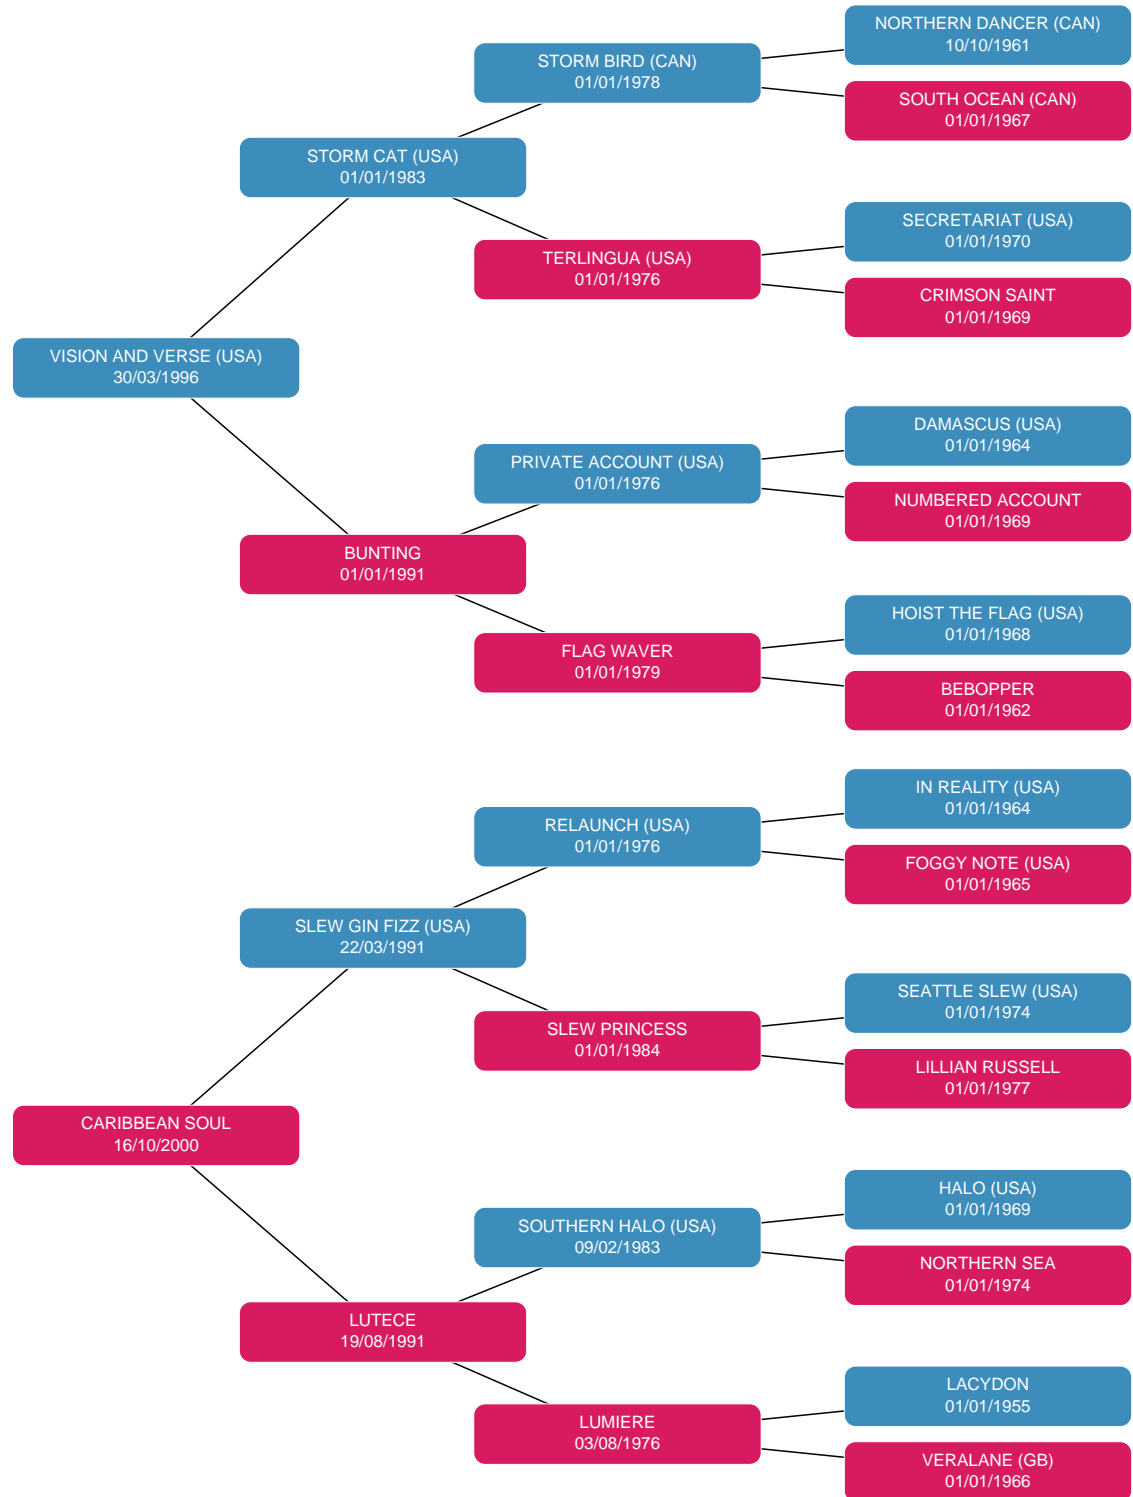 NORTHERN DANCER (CAN)
10/10/1961
STORM BIRD (CAN)
01/01/1978
SOUTH OCEAN (CAN)
01/01/1967
STORM CAT (USA)
01/01/1983
SECRETARIAT (USA)
01/01/1970
TERLINGUA (USA)
01/01/1976
CRIMSON SAINT
01/01/1969
VISION AND VERSE (USA)
30/03/1996
DAMASCUS (USA)
01/01/1964
PRIVATE ACCOUNT (USA)
01/01/1976
NUMBERED ACCOUNT
01/01/1969
BUNTING
01/01/1991
HOIST THE FLAG (USA)
01/01/1968
FLAG WAVER
01/01/1979
BEBOPPER
01/01/1962
IN REALITY (USA)
01/01/1964
RELAUNCH (USA)
01/01/1976
FOGGY NOTE (USA)
01/01/1965
SLEW GIN FIZZ (USA)
22/03/1991
SEATTLE SLEW (USA)
01/01/1974
SLEW PRINCESS
01/01/1984
LILLIAN RUSSELL
01/01/1977
CARIBBEAN SOUL
16/10/2000
HALO (USA)
01/01/1969
SOUTHERN HALO (USA)
09/02/1983
NORTHERN SEA
01/01/1974
LUTECE
19/08/1991
LACYDON
01/01/1955
LUMIERE
03/08/1976
VERALANE (GB)
01/01/1966